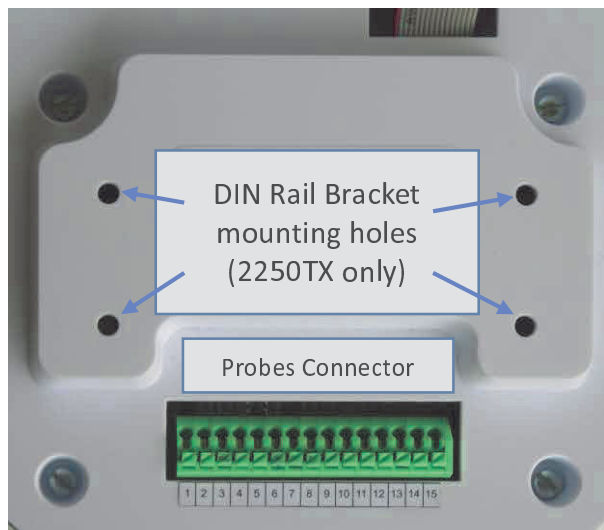 DIN Rail Bracket
mounting holes
(2250TX only)
Probes Connector
1 2 3 4 5 6 7 8 9 10 11 12 13 14 15